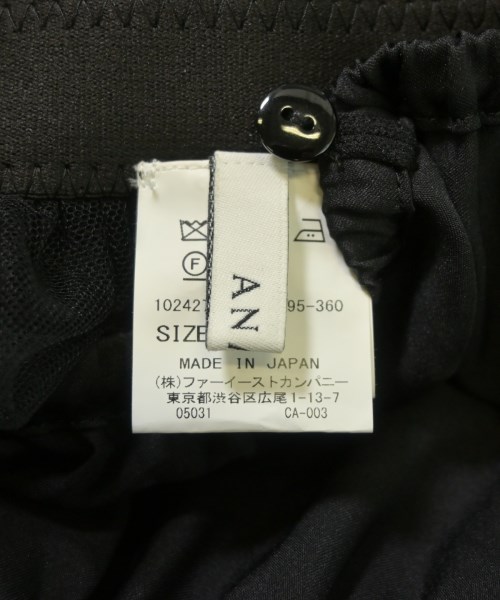 F
AN
10242
95-360
SIZE
MADE IN JAPAN
(株)ファーイーストカンパニー
東京都渋谷区広尾1-13-7
05031 CA-003